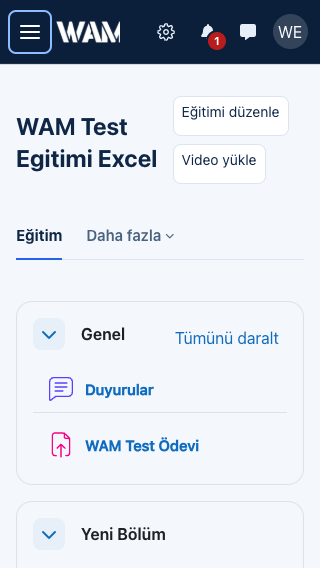 WAM
1
WE
WAM Test
Egitimi Excel
Eğitimi düzenle
Video yükle
Eğitim
Daha fazla
Genel
Tümünü daralt
Duyurular
WAM Test Ödevi
Yeni Bölüm